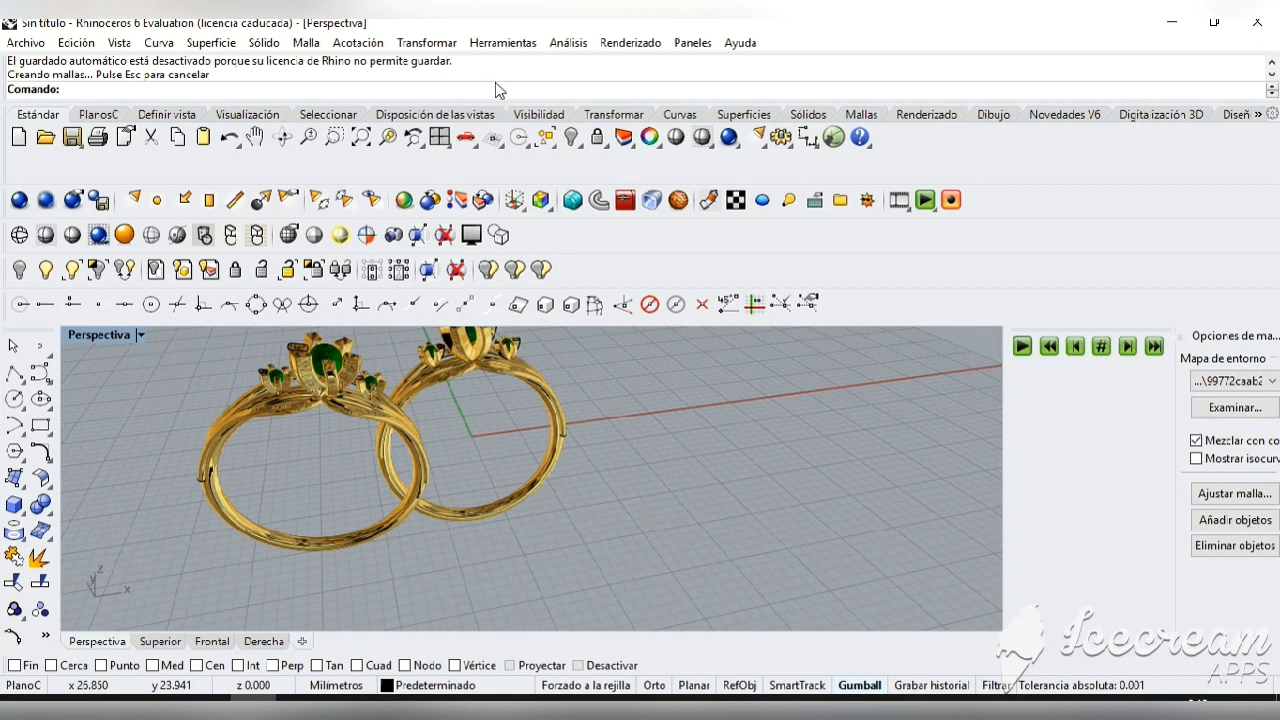 Sin título - Rhinoceros 6 Evaluation (licencia caducada) - [Perspectiva]
Archivo Edición Vista Curva Superficie Sólido Malla Acotación Transformar Herramientas Análisis Renderizado Paneles Ayuda
El guardado automático está desactivado porque su licencia de Rhino no permite guardar.
Creando mallas... Pulse Esc para cancelar
Comando:
Estándar PlanosC Definir vista Visualización Seleccionar Disposición de las vistas Visibilidad Transformar Curvas Superficies Sólidos Mallas Renderizado Dibujo Novedades V6 Digitalización 3D Diseñ »
Perspectiva
Opciones de ma...
Mapa de entorno
...\99772caab2
Examinar...
Mezclar con co
Mostrar isocurv
Ajustar malla...
Añadir objetos
Eliminar objetos
z
x
Perspectiva Superior Frontal Derecha
Fin Cerca Punto Med Cen Int Perp Tan Cuad Nodo Vértice Proyectar Desactivar
PlanoC x 25.850 y 23.941 z 0.000 Milímetros Predeterminado Forzado a la rejilla Orto Planar RefObj SmartTrack Gumball Grabar historial Filtrar Tolerancia absoluta: 0.001
Icecream
APPS